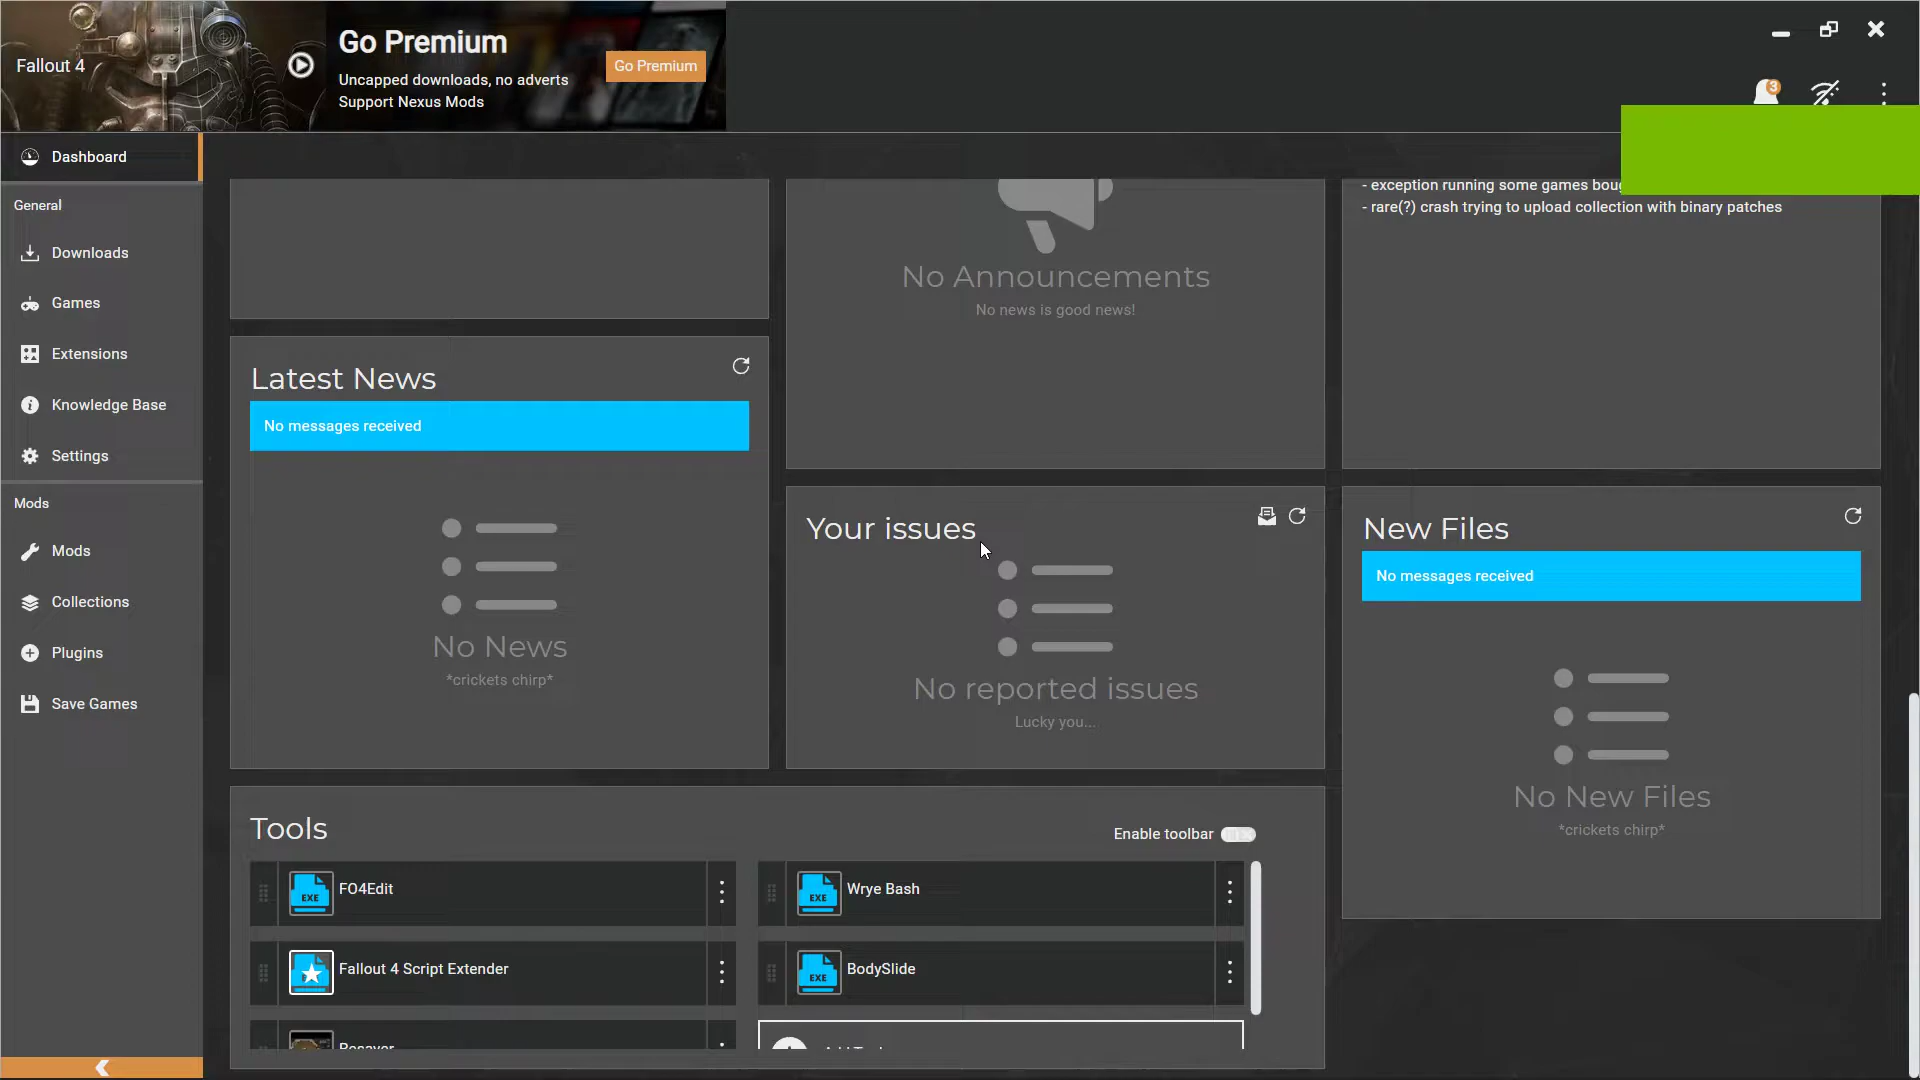 Fallout 4
Go Premium
Uncapped downloads, no adverts
Support Nexus Mods
Go Premium
3
Dashboard
General
Downloads
Games
Extensions
Knowledge Base
Settings
Mods
Mods
Collections
Plugins
Save Games
No Announcements
No news is good news!
- exception running some games
- rare(?) crash trying to upload collection with binary patches
Latest News
No messages received
No News
*crickets chirp*
Your issues
No reported issues
Lucky you...
New Files
No messages received
No New Files
*crickets chirp*
Tools
Enable toolbar
EXE
FO4Edit
EXE
Wrye Bash
Fallout 4 Script Extender
EXE
BodySlide